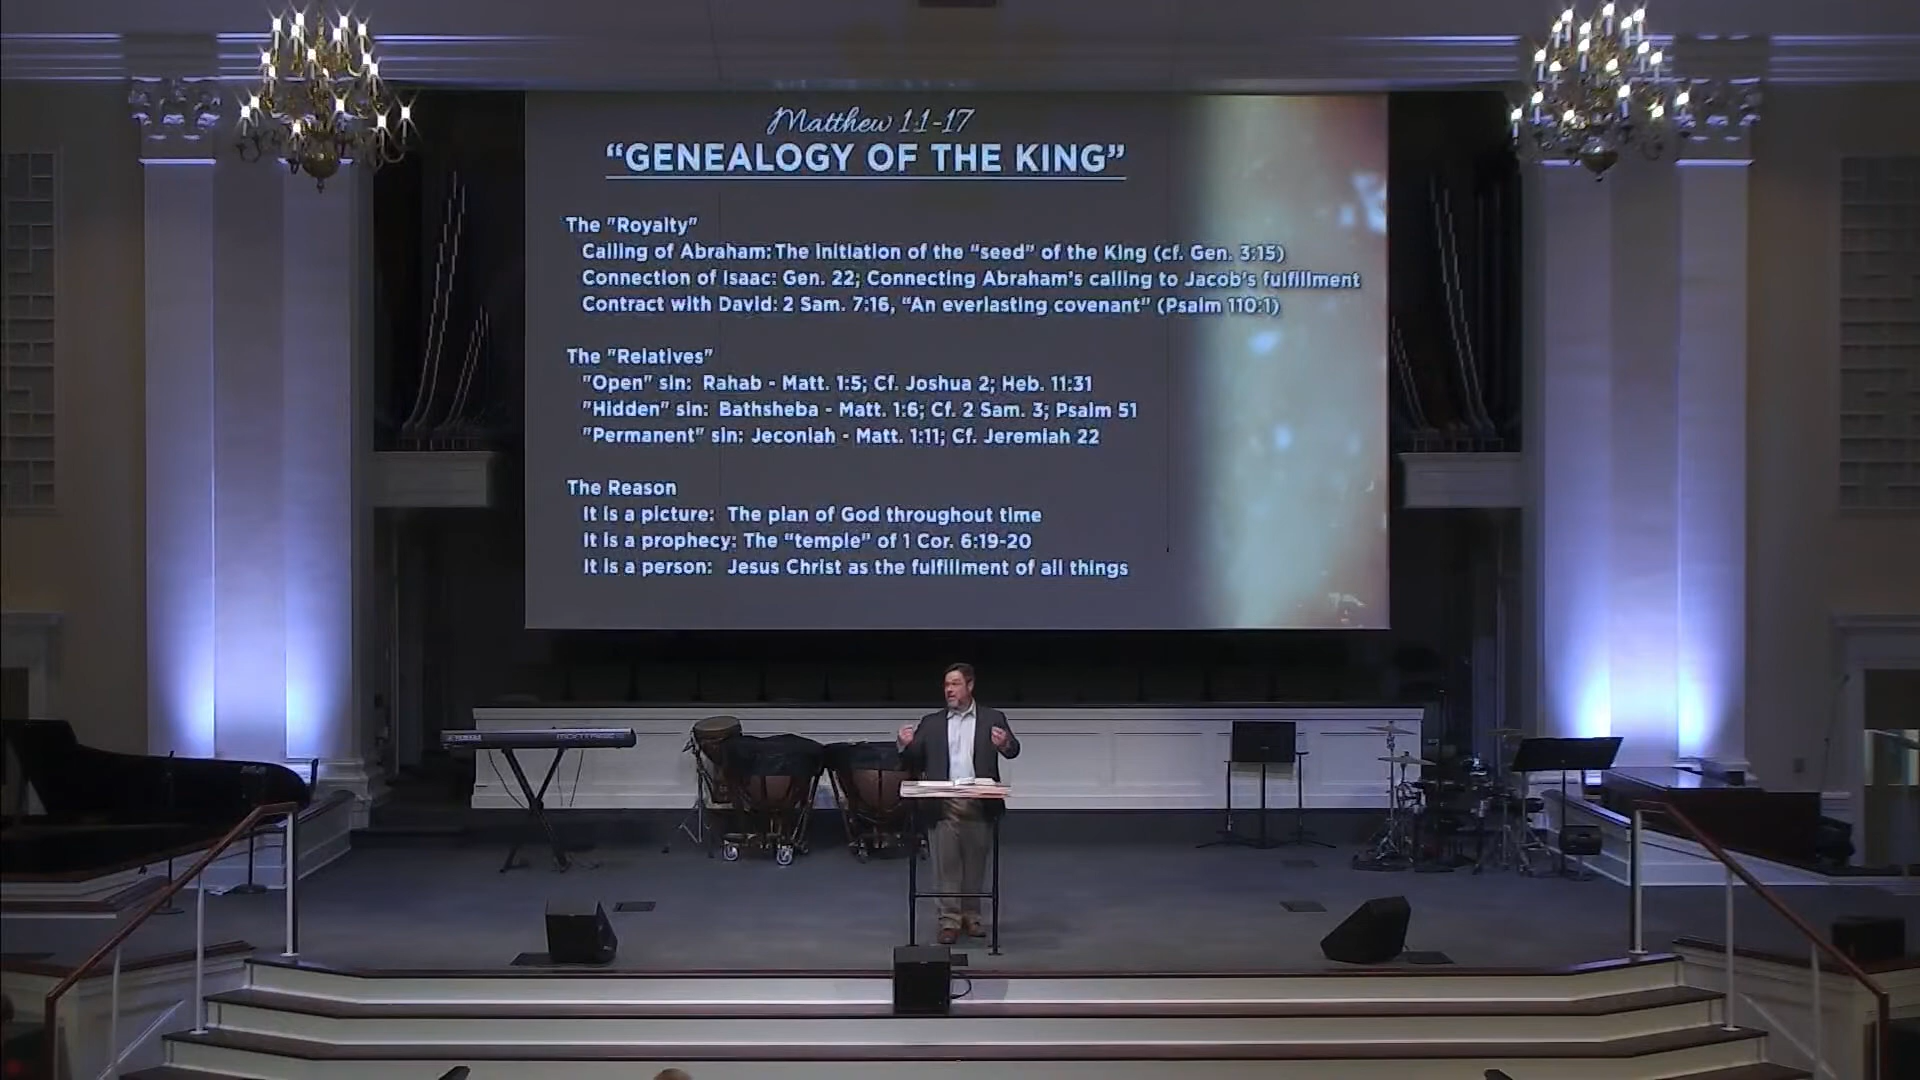 Matthew 1:1-17
“GENEALOGY OF THE KING”
The "Royalty"
Calling of Abraham: The initiation of the “seed” of the King (cf. Gen. 3:15)
Connection of Isaac: Gen. 22; Connecting Abraham’s calling to Jacob’s fulfillment
Contract with David: 2 Sam. 7:16, “An everlasting covenant” (Psalm 110:1)
The "Relatives"
"Open" sin: Rahab - Matt. 1:5; Cf. Joshua 2; Heb. 11:31
"Hidden" sin: Bathsheba - Matt. 1:6; Cf. 2 Sam. 3; Psalm 51
"Permanent" sin: Jeconiah - Matt. 1:11; Cf. Jeremiah 22
The Reason
It is a picture: The plan of God throughout time
It is a prophecy: The “temple” of 1 Cor. 6:19-20
It is a person: Jesus Christ as the fulfillment of all things
YAMAHA